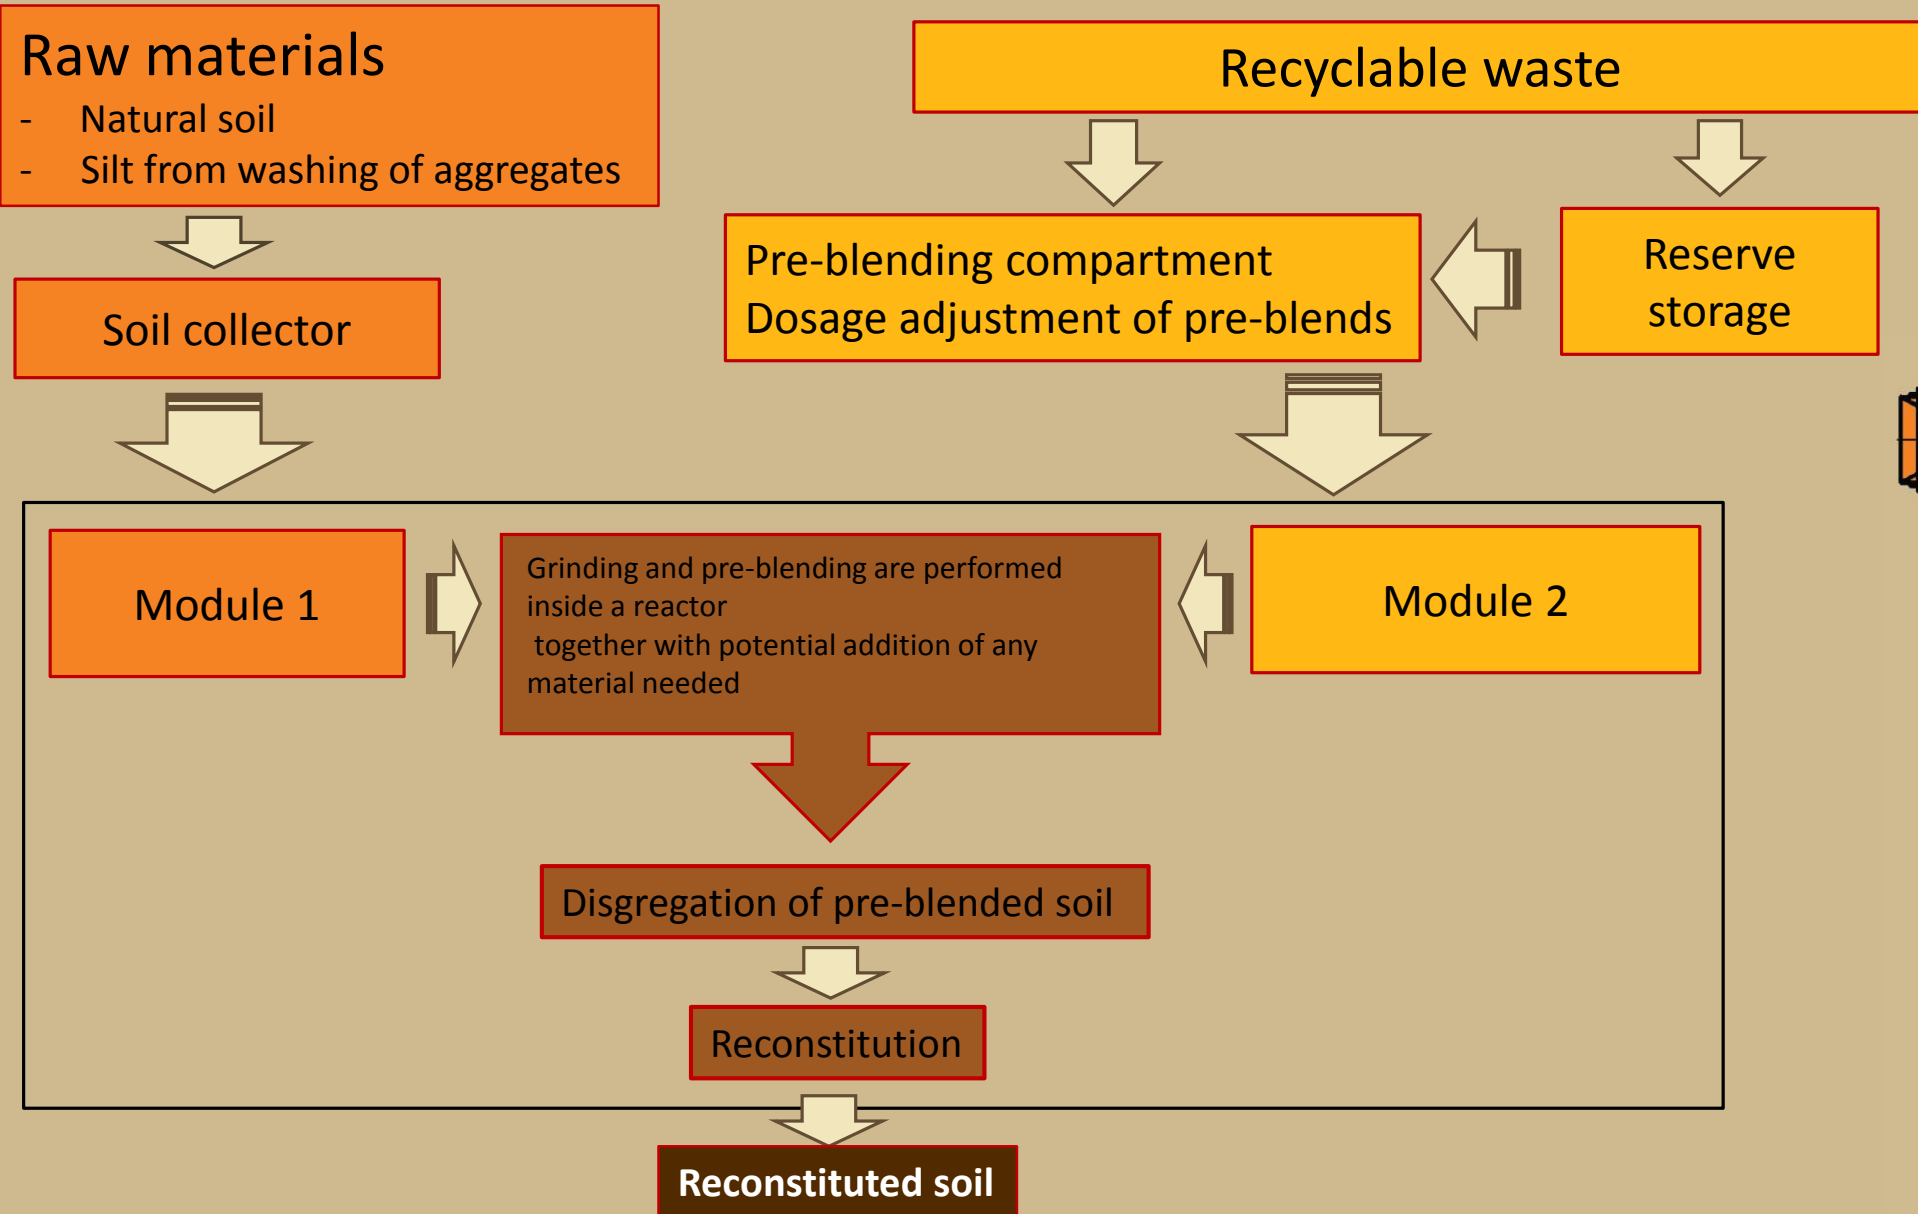 Raw materials
- Natural soil
- Silt from washing of aggregates
Recyclable waste
Soil collector
Pre-blending compartment
Dosage adjustment of pre-blends
Reserve
storage
Module 1
Grinding and pre-blending are performed
inside a reactor
together with potential addition of any
material needed
Module 2
Disgregation of pre-blended soil
Reconstitution
Reconstituted soil